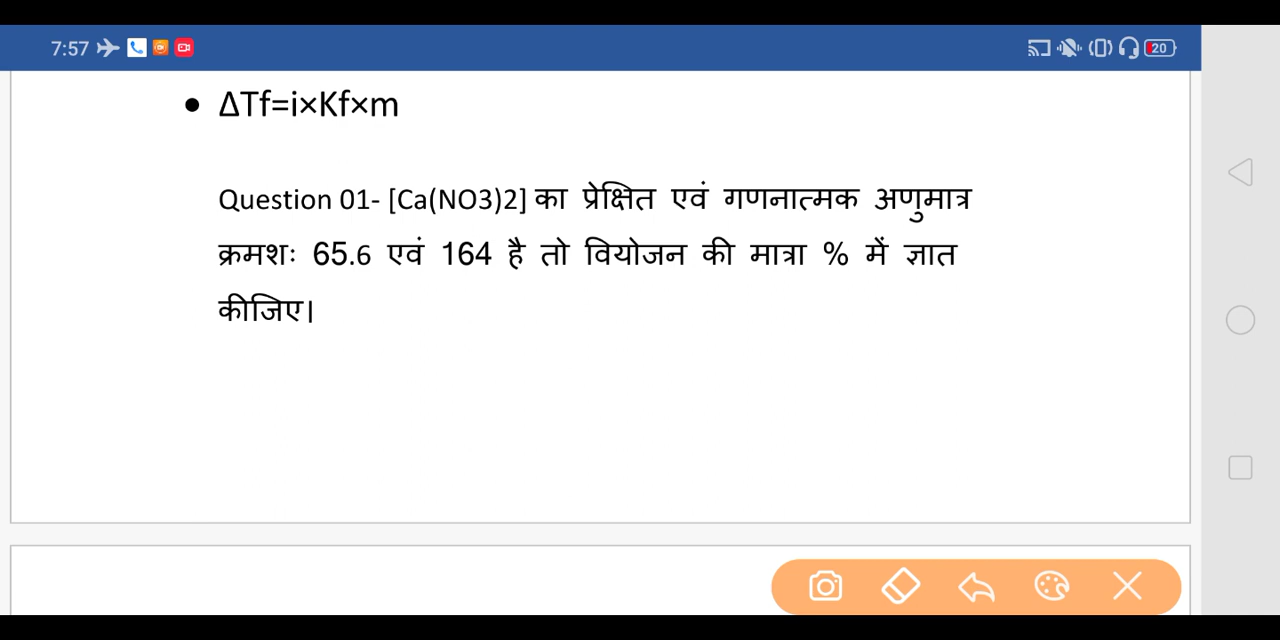 7:57
20
• ΔTf=i×Kf×m
Question 01- [Ca(NO3)2] का प्रेक्षित एवं गणनात्मक अणुमात्र
क्रमशः 65.6 एवं 164 है तो वियोजन की मात्रा % में ज्ञात
कीजिए।